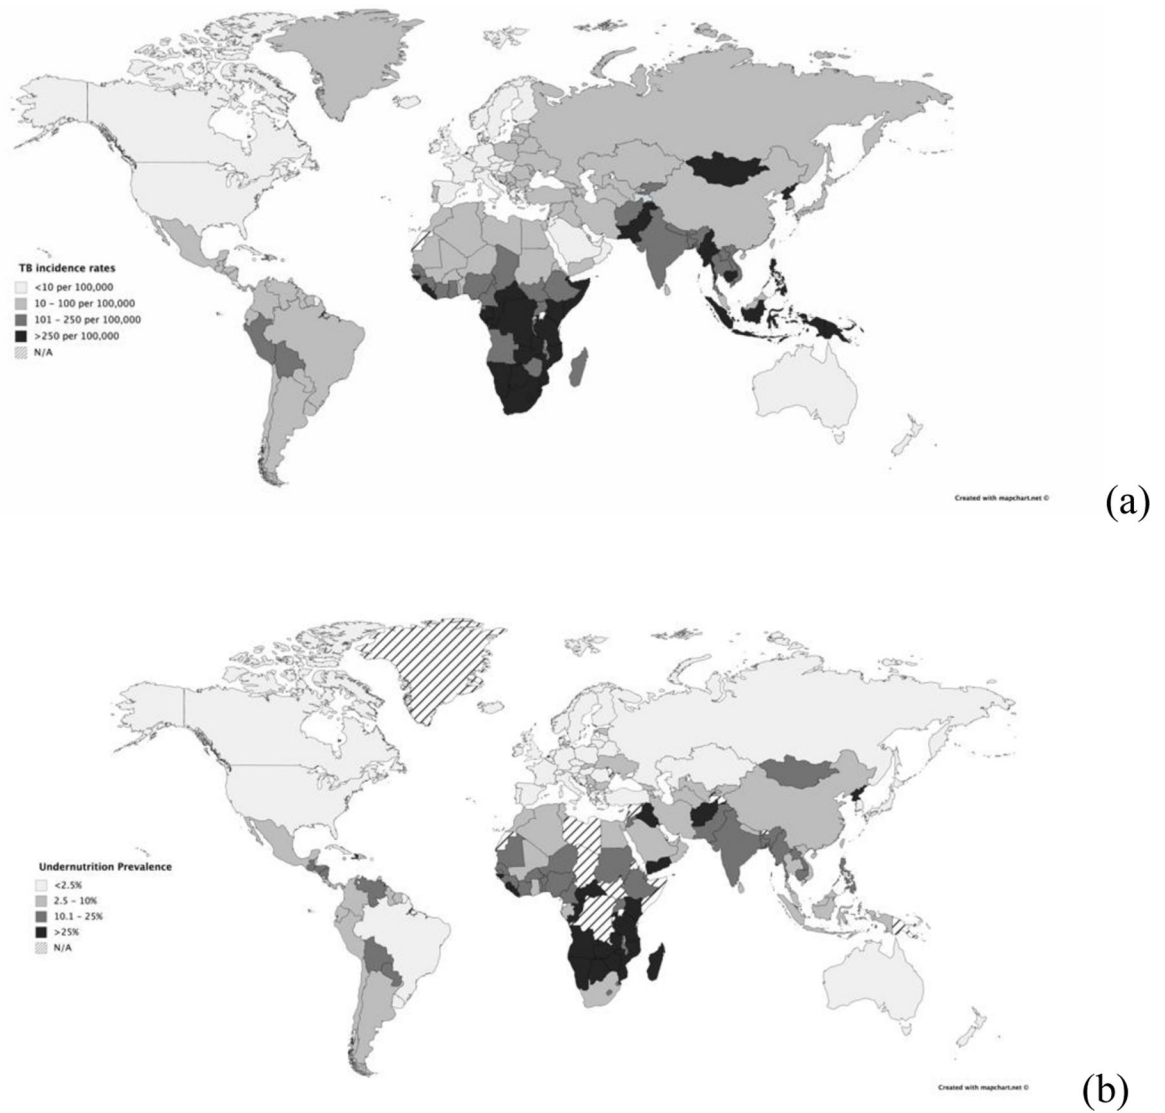 TB incidence rates
<10 per 100,000
10 – 100 per 100,000
101 – 250 per 100,000
>250 per 100,000
N/A
Created with mapchart.net ©
(a)
Undernutrition Prevalence
<2.5%
2.5 – 10%
10.1 – 25%
>25%
N/A
Created with mapchart.net ©
(b)